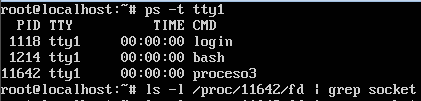 root@localhost:~# ps -t tty1
  PID TTY          TIME CMD
 1118 tty1     00:00:00 login
 1214 tty1     00:00:00 bash
11642 tty1     00:00:00 proceso3
root@localhost:~# ls -l /proc/11642/fd | grep socket